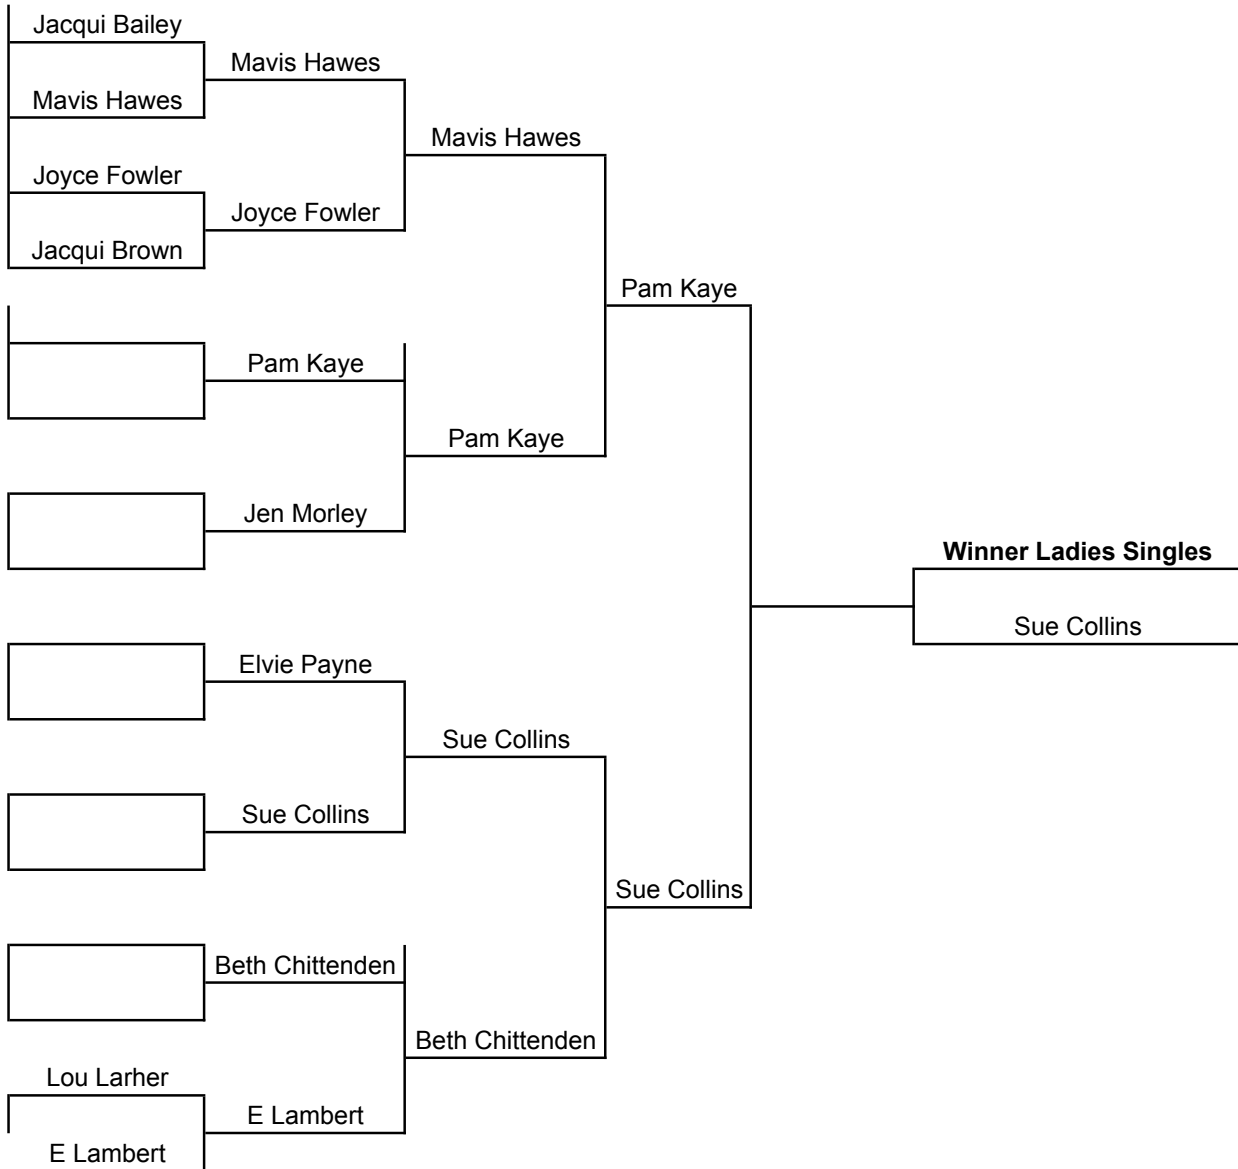 Jacqui Bailey
Mavis Hawes
Mavis Hawes
Mavis Hawes
Joyce Fowler
Joyce Fowler
Jacqui Brown
Pam Kaye
Pam Kaye
Pam Kaye
Jen Morley
Winner Ladies Singles
Sue Collins
Elvie Payne
Sue Collins
Sue Collins
Sue Collins
Beth Chittenden
Beth Chittenden
Lou Larher
E Lambert
E Lambert